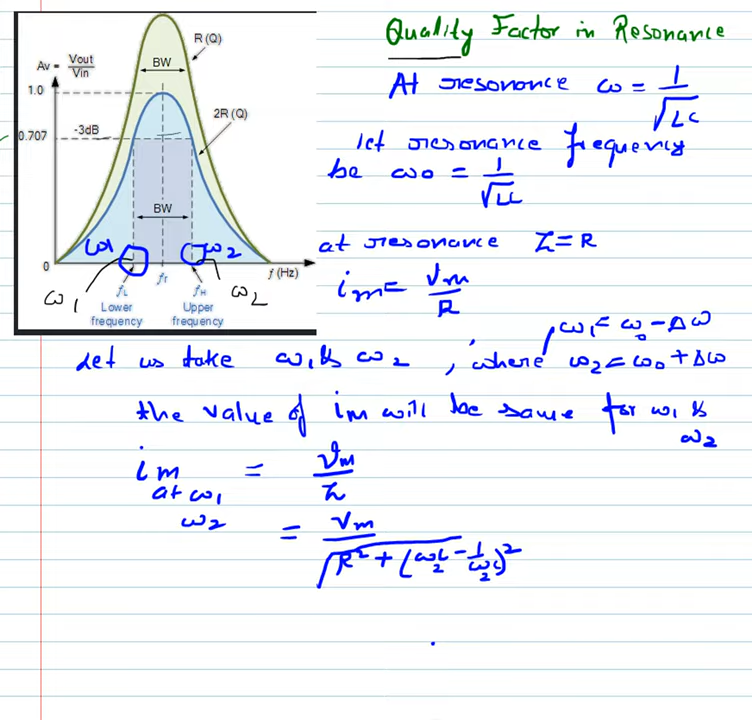 Quality Factor in Resonance
R(Q)
Av = Vout/Vin
BW
At resonance ω = 1/√LC
1.0
2R(Q)
0.707
-3dB
let resonance frequency
be ω0 = 1/√LC
BW
at resonance Z = R
ω1
ω2
0
fL
fr
fH
f (Hz)
im = Vm/R
ω1
Lower frequency
Upper frequency
ω2
ω1 = ω0 - Δω
Let us take ω1 & ω2, where ω2 = ω0 + Δω
the value of im will be same for ω1 &
ω2
im = Vm/Z
at ω1
ω2
= Vm/√R² + (ω2L - 1/ω2C)²